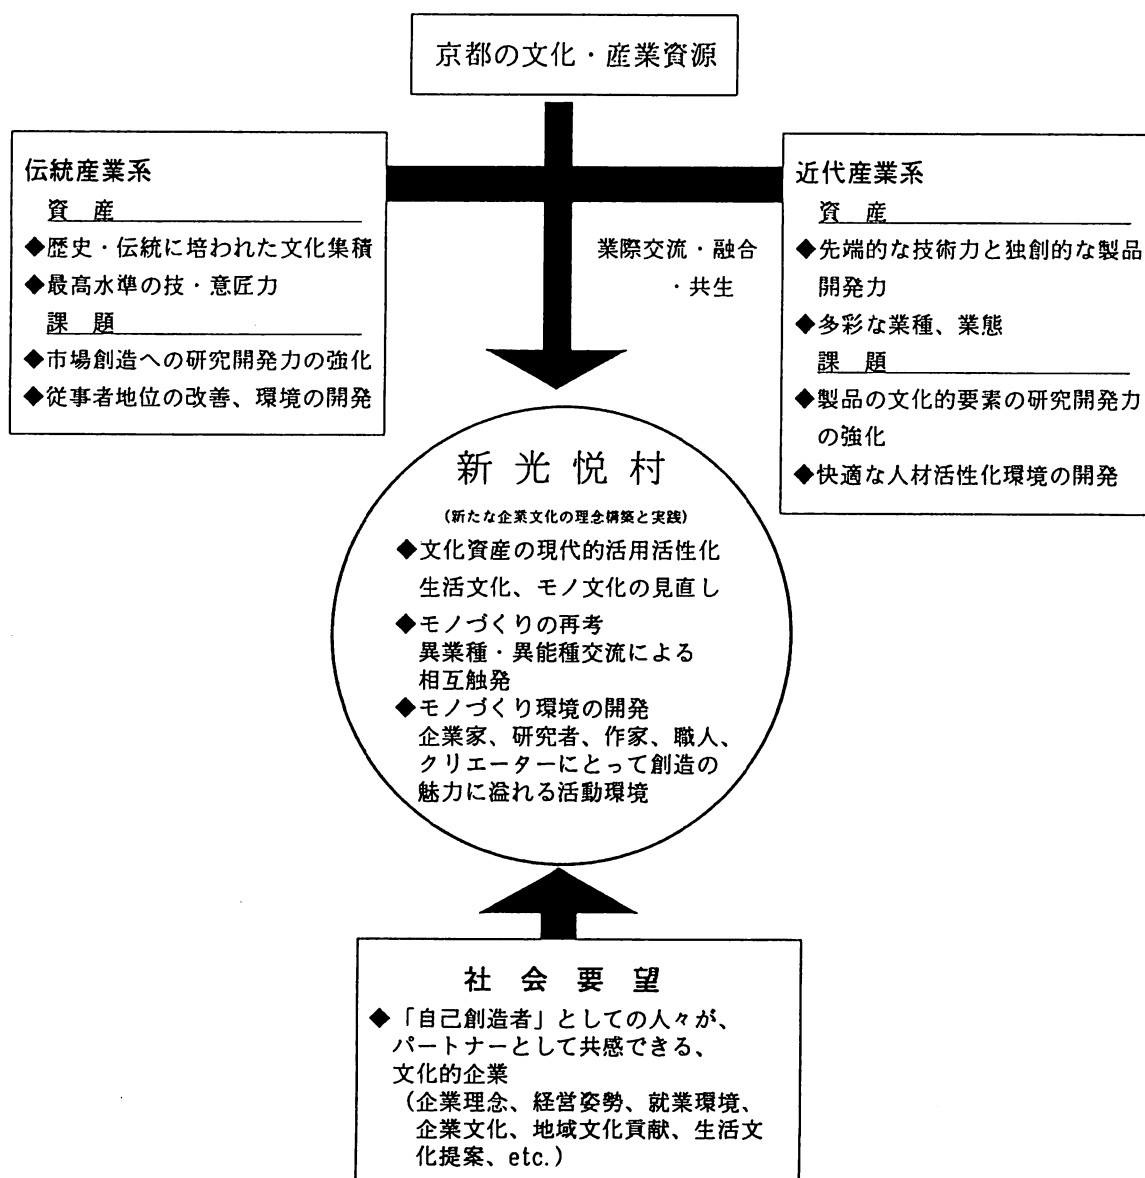 京都の文化・産業資源
伝統産業系
資 産
◆歴史・伝統に培われた文化集積
◆最高水準の技・意匠力
課 題
◆市場創造への研究開発力の強化
◆従事者地位の改善、環境の開発
業際交流・融合
・共生
近代産業系
資 産
◆先端的な技術力と独創的な製品
開発力
◆多彩な業種、業態
課 題
◆製品の文化的要素の研究開発力
の強化
◆快適な人材活性化環境の開発
新光悦村
(新たな企業文化の理念構築と実践)
◆文化資産の現代的活用活性化
生活文化、モノ文化の見直し
◆モノづくりの再考
異業種・異能種交流による
相互触発
◆モノづくり環境の開発
企業家、研究者、作家、職人、
クリエーターにとって創造の
魅力に溢れる活動環境
社会要望
◆「自己創造者」としての人々が、
パートナーとして共感できる、
文化的企業
(企業理念、経営姿勢、就業環境、
企業文化、地域文化貢献、生活文
化提案、etc.)